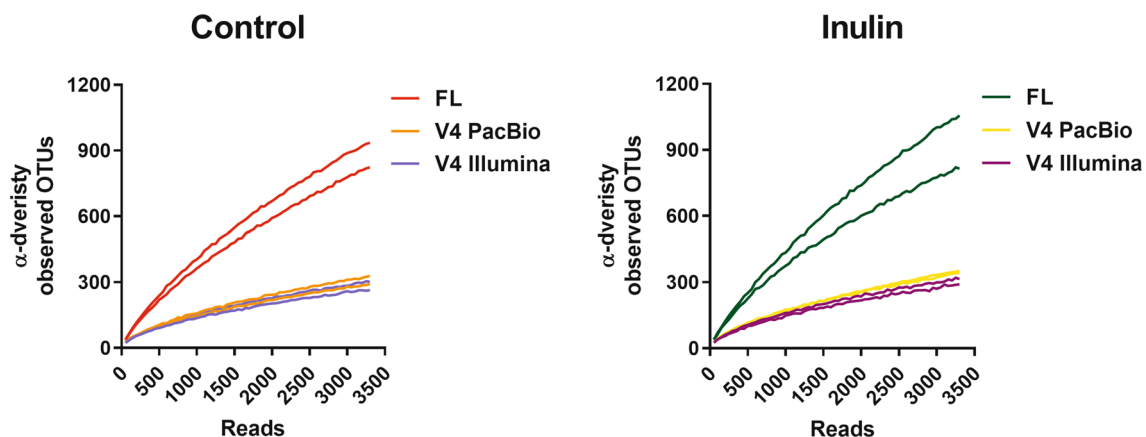 Control
α-dveristy
observed OTUs
1200
900
600
300
0
0
500
1000
1500
2000
2500
3000
3500
Reads
FL
V4 PacBio
V4 Illumina
Inulin
α-dveristy
observed OTUs
1200
900
600
300
0
0
500
1000
1500
2000
2500
3000
3500
Reads
FL
V4 PacBio
V4 Illumina